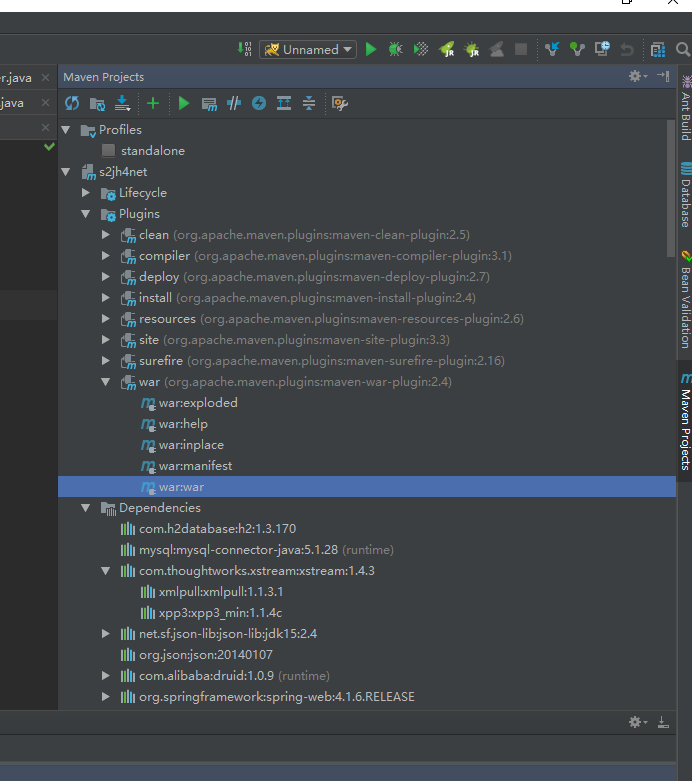 Unnamed
er.java
.java
Maven Projects
Profiles
standalone
s2jh4net
Lifecycle
Plugins
clean (org.apache.maven.plugins:maven-clean-plugin:2.5)
compiler (org.apache.maven.plugins:maven-compiler-plugin:3.1)
deploy (org.apache.maven.plugins:maven-deploy-plugin:2.7)
install (org.apache.maven.plugins:maven-install-plugin:2.4)
resources (org.apache.maven.plugins:maven-resources-plugin:2.6)
site (org.apache.maven.plugins:maven-site-plugin:3.3)
surefire (org.apache.maven.plugins:maven-surefire-plugin:2.16)
war (org.apache.maven.plugins:maven-war-plugin:2.4)
war:exploded
war:help
war:inplace
war:manifest
war:war
Dependencies
com.h2database:h2:1.3.170
mysql:mysql-connector-java:5.1.28 (runtime)
com.thoughtworks.xstream:xstream:1.4.3
xmlpull:xmlpull:1.1.3.1
xpp3:xpp3_min:1.1.4c
net.sf.json-lib:json-lib:jdk15:2.4
org.json:json:20140107
com.alibaba:druid:1.0.9 (runtime)
org.springframework:spring-web:4.1.6.RELEASE
Ant Build
Database
Bean Validation
Maven Projects